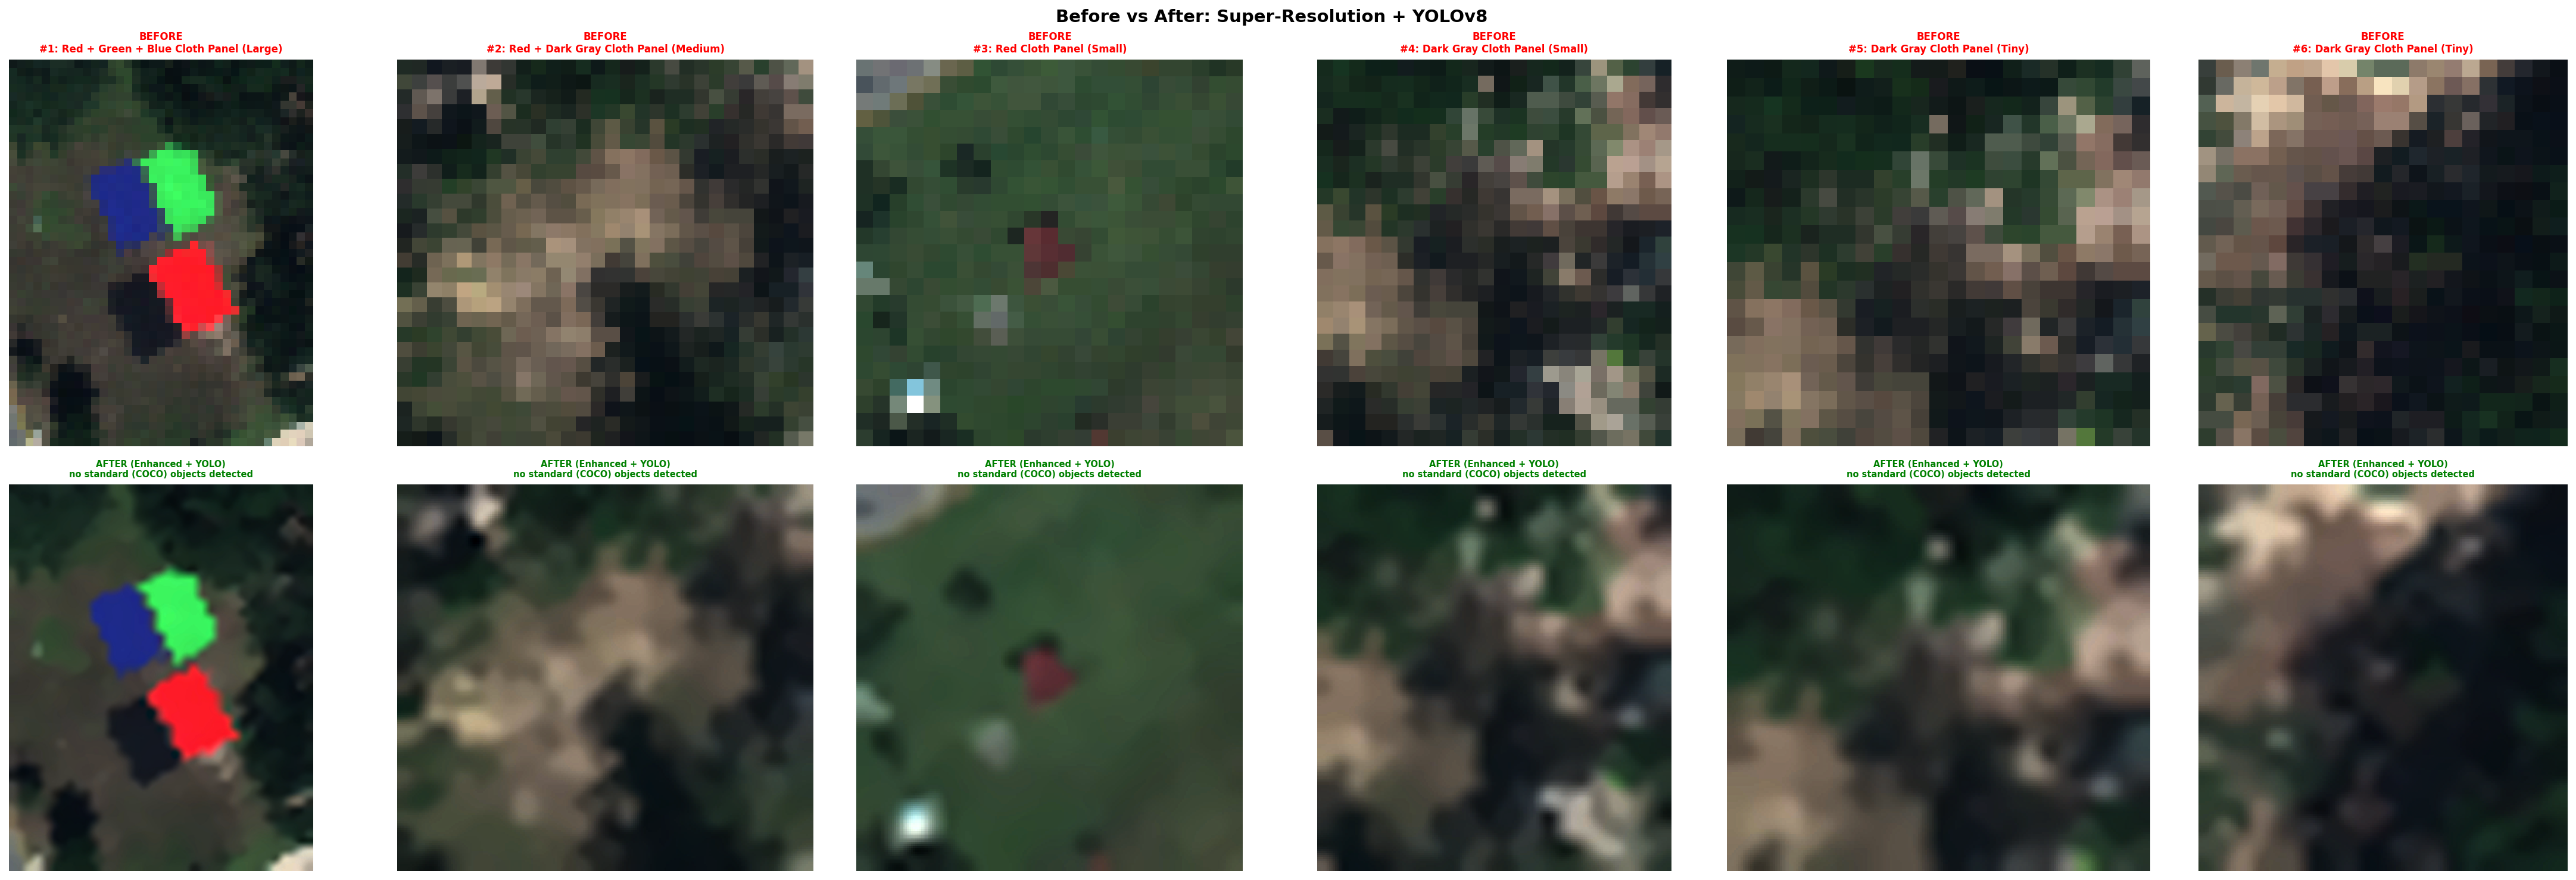 Before vs After: Super-Resolution + YOLOv8
BEFORE
#1: Red + Green + Blue Cloth Panel (Large)
BEFORE
#2: Red + Dark Gray Cloth Panel (Medium)
BEFORE
#3: Red Cloth Panel (Small)
BEFORE
#4: Dark Gray Cloth Panel (Small)
BEFORE
#5: Dark Gray Cloth Panel (Tiny)
BEFORE
#6: Dark Gray Cloth Panel (Tiny)
AFTER (Enhanced + YOLO)
no standard (COCO) objects detected
AFTER (Enhanced + YOLO)
no standard (COCO) objects detected
AFTER (Enhanced + YOLO)
no standard (COCO) objects detected
AFTER (Enhanced + YOLO)
no standard (COCO) objects detected
AFTER (Enhanced + YOLO)
no standard (COCO) objects detected
AFTER (Enhanced + YOLO)
no standard (COCO) objects detected